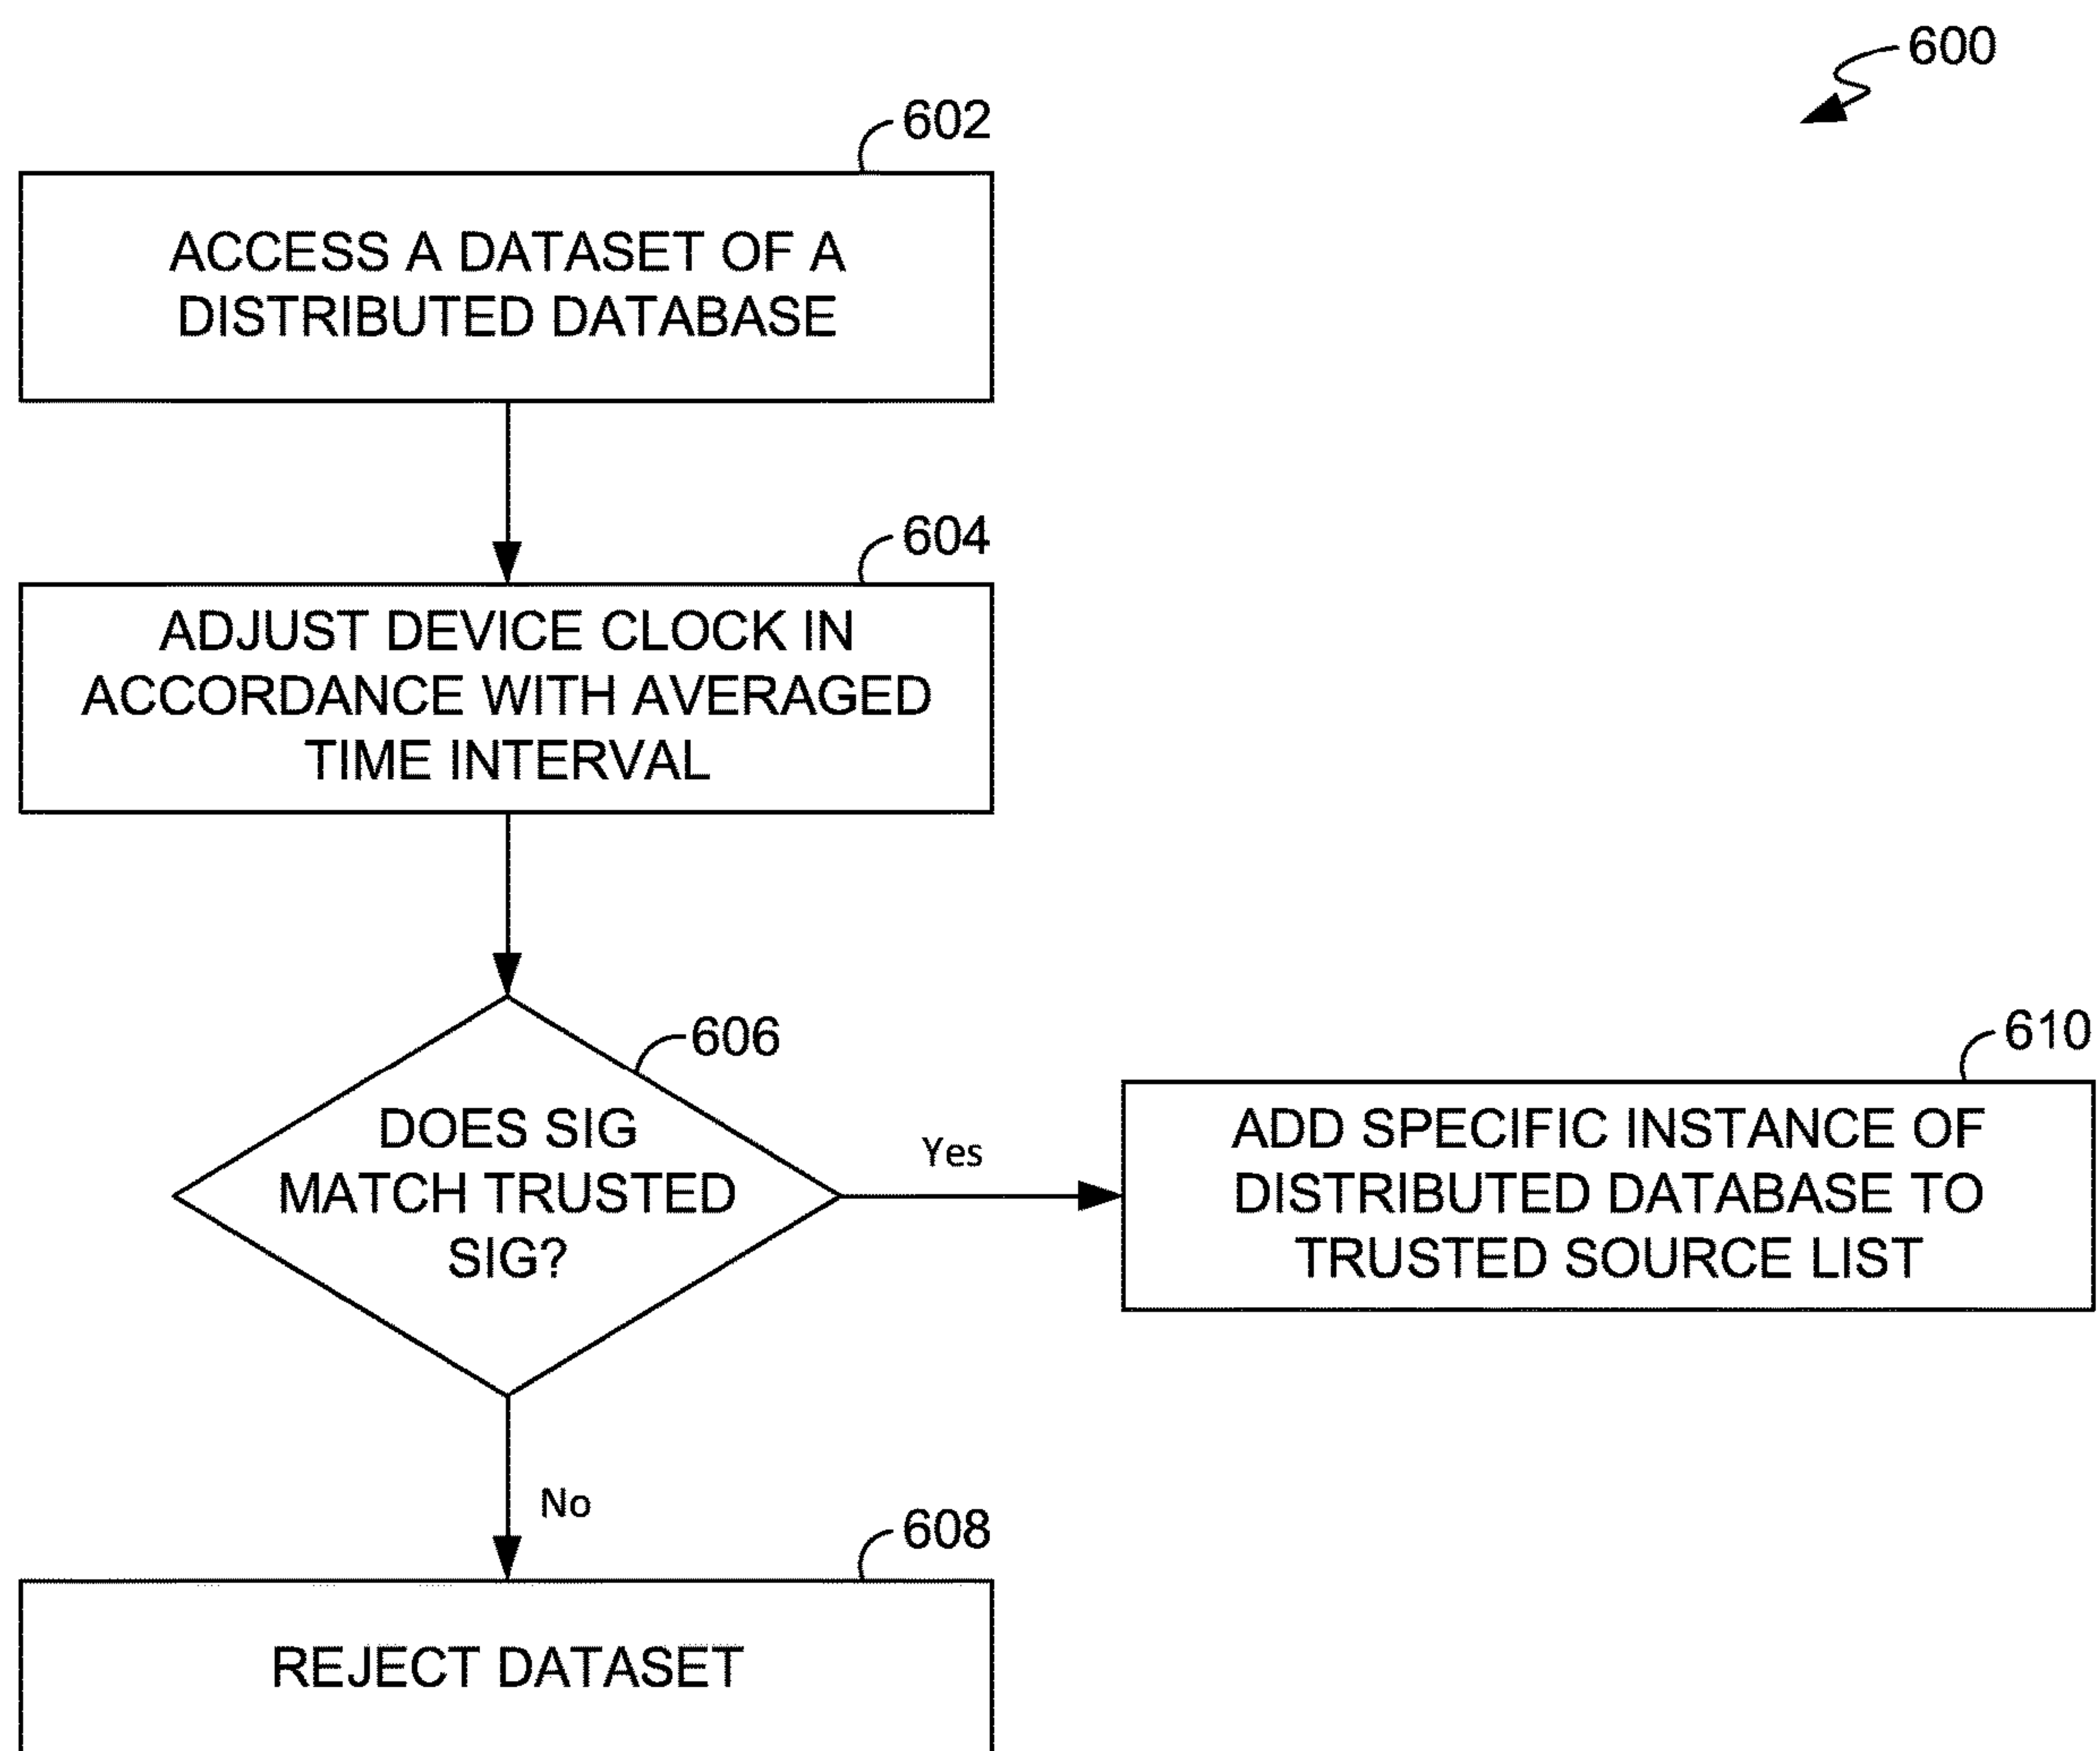 600
602
ACCESS A DATASET OF A
DISTRIBUTED DATABASE
604
ADJUST DEVICE CLOCK IN
ACCORDANCE WITH AVERAGED
TIME INTERVAL
606
DOES SIG
MATCH TRUSTED
SIG?
Yes
610
ADD SPECIFIC INSTANCE OF
DISTRIBUTED DATABASE TO
TRUSTED SOURCE LIST
No
608
REJECT DATASET